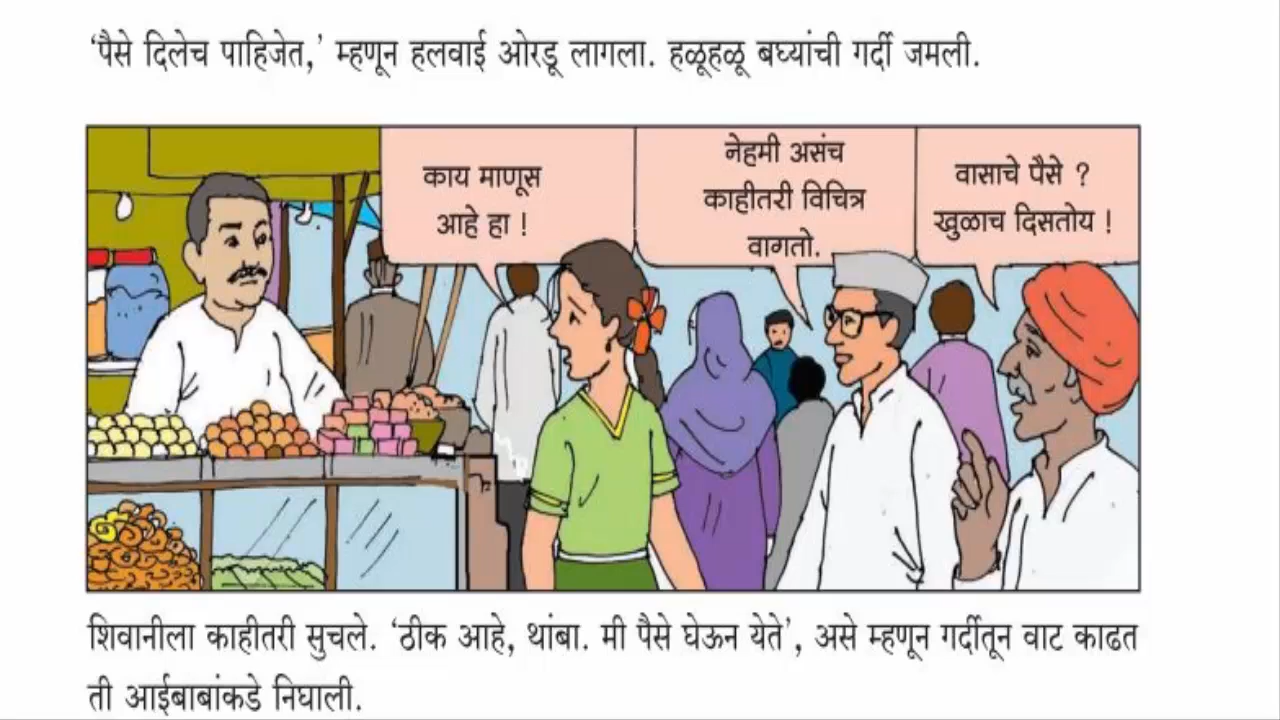 ‘पैसे दिलेच पाहिजेत,’ म्हणून हलवाई ओरडू लागला. हळूहळू बघ्यांची गर्दी जमली.
काय माणूस
आहे हा !
नेहमी असंच
काहीतरी विचित्र
वागतो.
वासाचे पैसे ?
खुळाच दिसतोय !
शिवानीला काहीतरी सुचले. ‘ठीक आहे, थांबा. मी पैसे घेऊन येते’, असे म्हणून गर्दीतून वाट काढत
ती आईबाबांकडे निघाली.